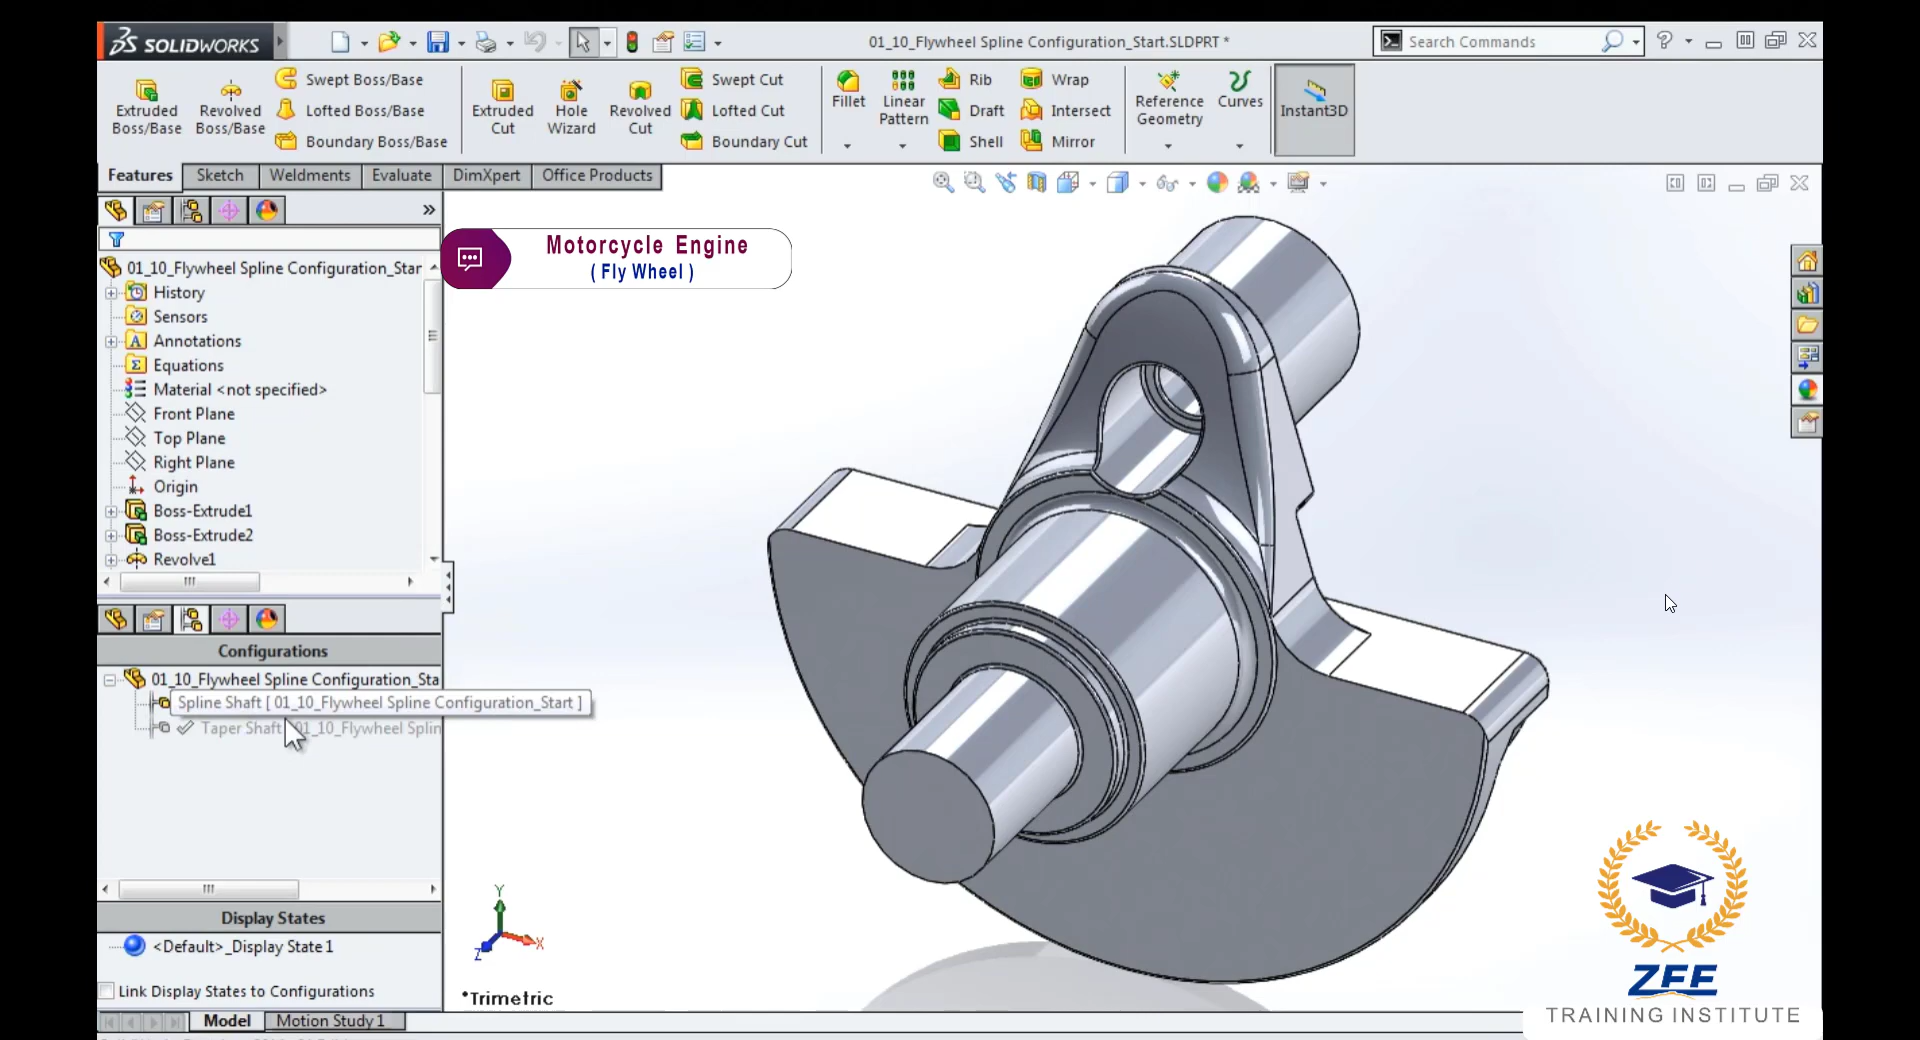 SOLIDWORKS
01_10_Flywheel Spline Configuration_Start.SLDPRT *
Search Commands
Extruded Boss/Base
Revolved Boss/Base
Swept Boss/Base
Lofted Boss/Base
Boundary Boss/Base
Extruded Cut
Hole Wizard
Revolved Cut
Swept Cut
Lofted Cut
Boundary Cut
Fillet
Linear Pattern
Rib
Draft
Shell
Wrap
Intersect
Mirror
Reference Geometry
Curves
Instant3D
Features
Sketch
Weldments
Evaluate
DimXpert
Office Products
Motorcycle Engine
( Fly Wheel )
01_10_Flywheel Spline Configuration_Star
History
Sensors
Annotations
Equations
Material <not specified>
Front Plane
Top Plane
Right Plane
Origin
Boss-Extrude1
Boss-Extrude2
Revolve1
Configurations
01_10_Flywheel Spline Configuration_Sta
Spline Shaft [ 01_10_Flywheel Spline Configuration_Start ]
Taper Shaft 01_10_Flywheel Splin
Display States
<Default>_Display State 1
Link Display States to Configurations
Y
X
Z
*Trimetric
Model
Motion Study 1
ZFE
TRAINING INSTITUTE